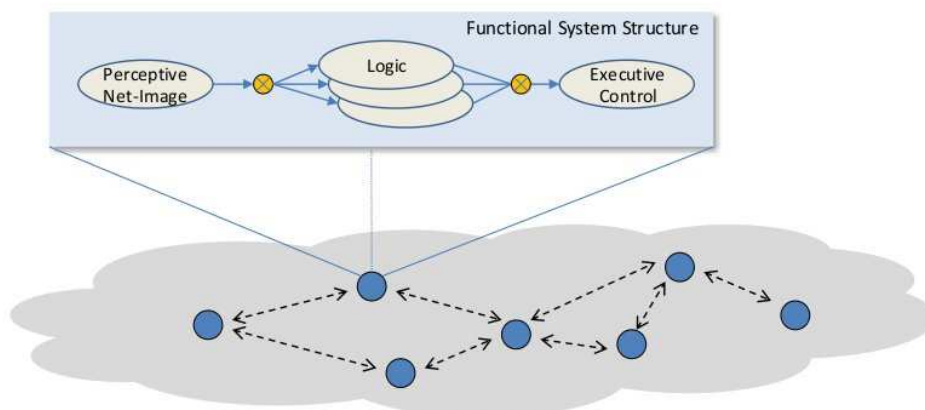 Functional System Structure
Perceptive
Net-Image
Logic
Executive
Control